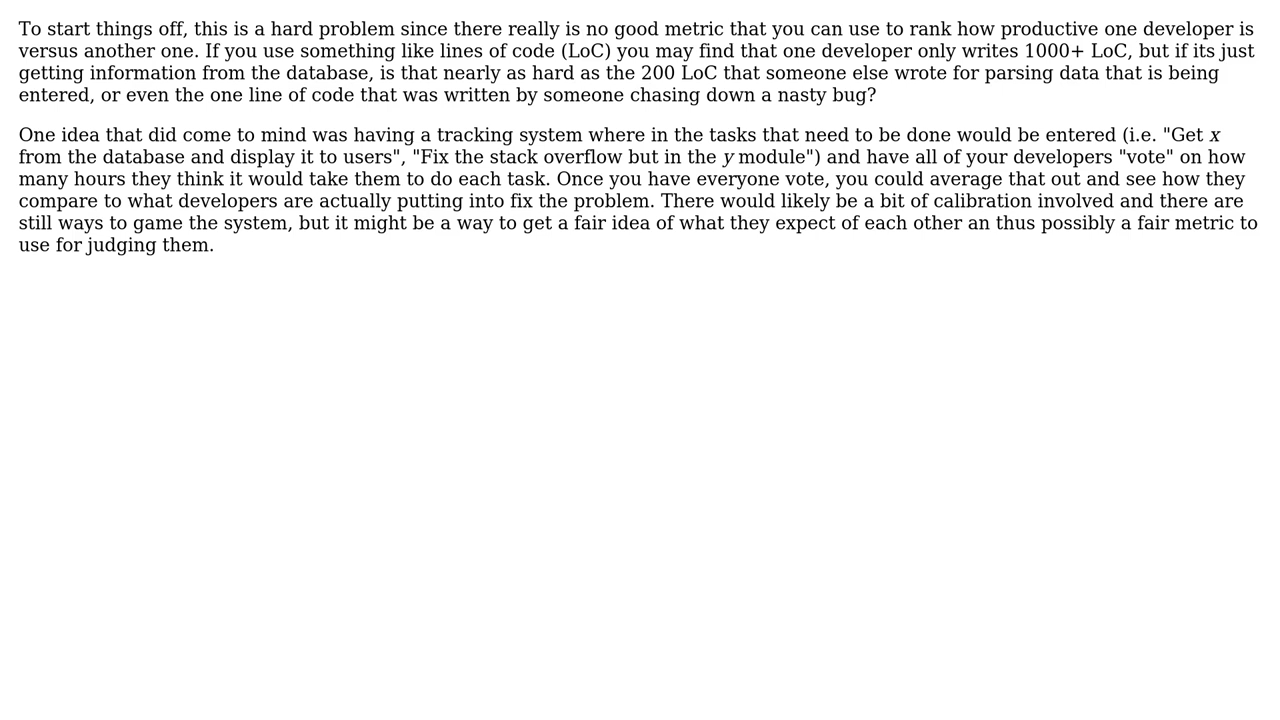 To start things off, this is a hard problem since there really is no good metric that you can use to rank how productive one developer is
versus another one. If you use something like lines of code (LoC) you may find that one developer only writes 1000+ LoC, but if its just
getting information from the database, is that nearly as hard as the 200 LoC that someone else wrote for parsing data that is being
entered, or even the one line of code that was written by someone chasing down a nasty bug?
One idea that did come to mind was having a tracking system where in the tasks that need to be done would be entered (i.e. "Get x
from the database and display it to users", "Fix the stack overflow but in the y module") and have all of your developers "vote" on how
many hours they think it would take them to do each task. Once you have everyone vote, you could average that out and see how they
compare to what developers are actually putting into fix the problem. There would likely be a bit of calibration involved and there are
still ways to game the system, but it might be a way to get a fair idea of what they expect of each other an thus possibly a fair metric to
use for judging them.